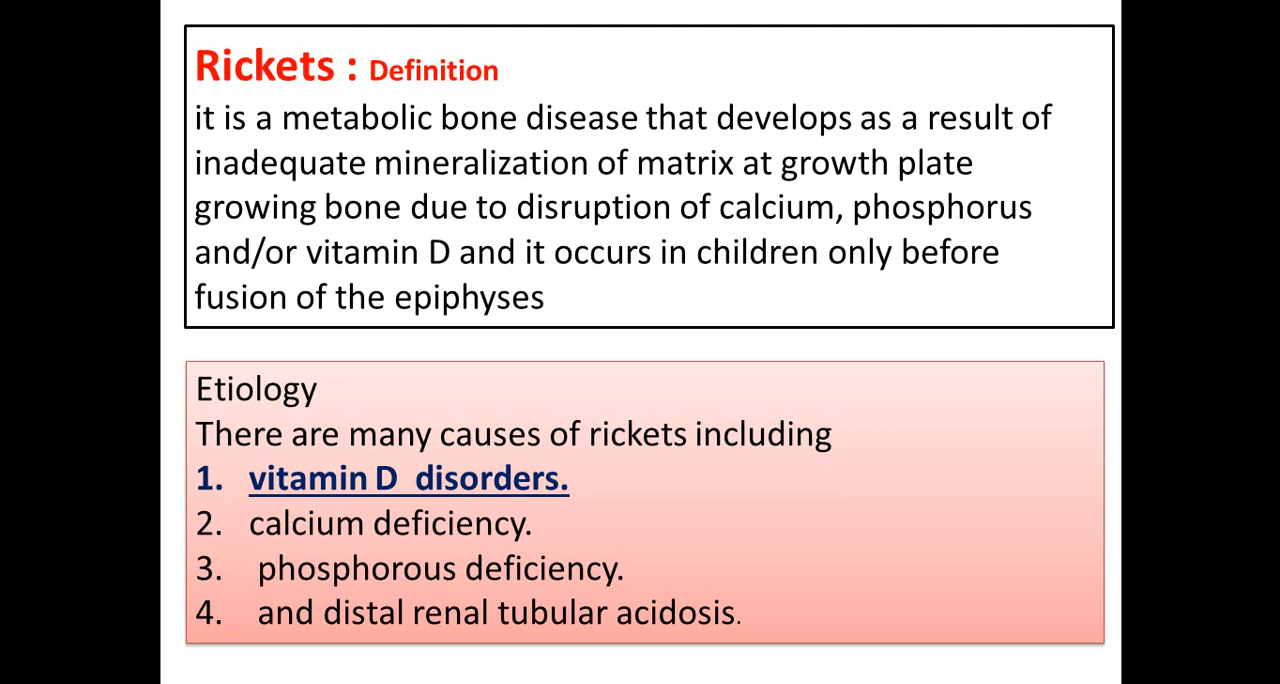 Rickets : Definition
it is a metabolic bone disease that develops as a result of
inadequate mineralization of matrix at growth plate
growing bone due to disruption of calcium, phosphorus
and/or vitamin D and it occurs in children only before
fusion of the epiphyses
Etiology
There are many causes of rickets including
1. vitamin D disorders.
2. calcium deficiency.
3. phosphorous deficiency.
4. and distal renal tubular acidosis.